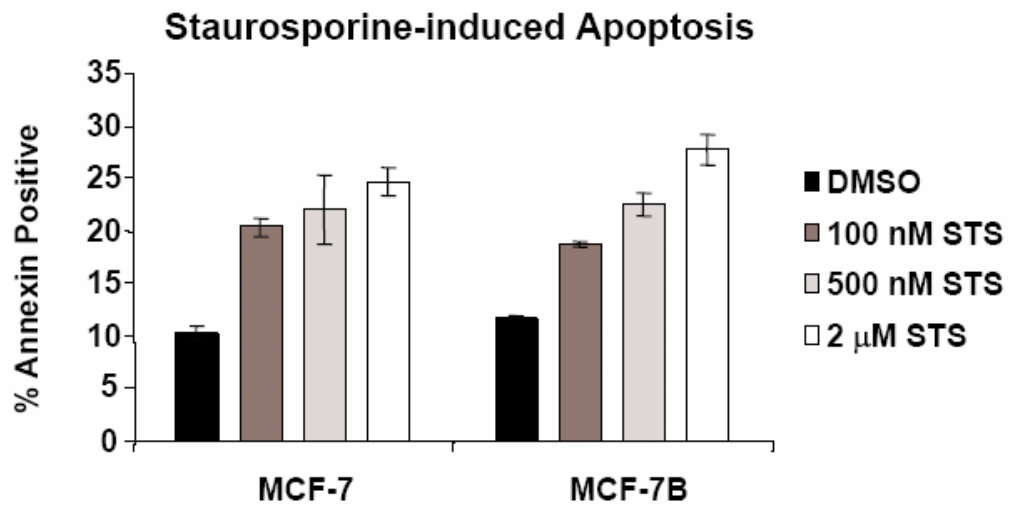 Staurosporine-induced Apoptosis
% Annexin Positive
35
30
25
20
15
10
5
0
MCF-7
MCF-7B
DMSO
100 nM STS
500 nM STS
2 μM STS